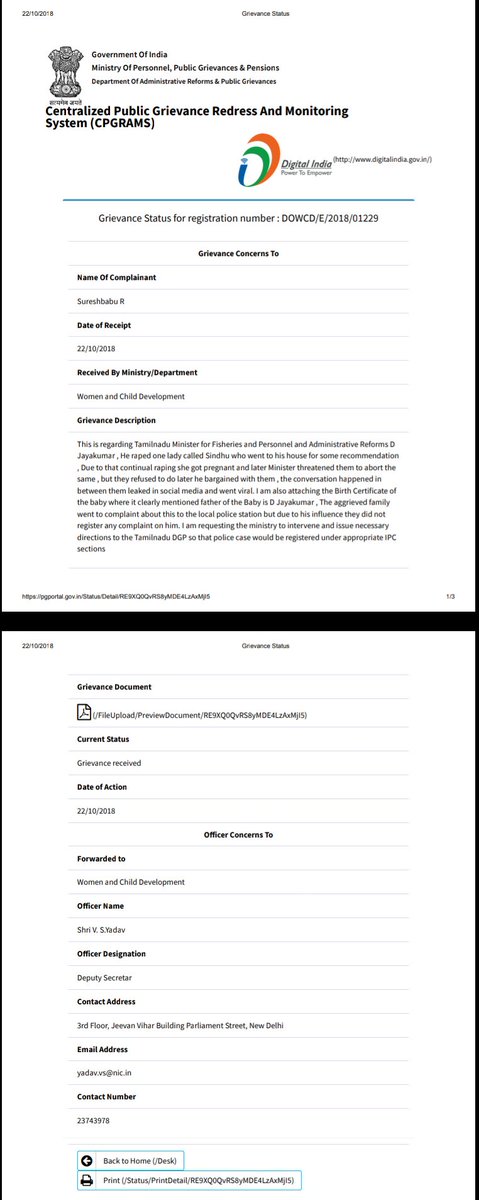 22/10/2018 Grievance Status
Government Of India
Ministry Of Personnel, Public Grievances & Pensions
Department Of Administrative Reforms & Public Grievances
सत्यमेव जयते
Centralized Public Grievance Redress And Monitoring
System (CPGRAMS)
Digital India (http://www.digitalindia.gov.in/)
Power To Empower
Grievance Status for registration number : DOWCD/E/2018/01229
Grievance Concerns To
Name Of Complainant
Sureshbabu R
Date of Receipt
22/10/2018
Received By Ministry/Department
Women and Child Development
Grievance Description
This is regarding Tamilnadu Minister for Fisheries and Personnel and Administrative Reforms D
Jayakumar , He raped one lady called Sindhu who went to his house for some recommendation
, Due to that continual raping she got pregnant and later Minister threatened them to abort the
same , but they refused to do later he bargained with them , the conversation happened in
between them leaked in social media and went viral. I am also attaching the Birth Certificate of
the baby where it clearly mentioned father of the Baby is D Jayakumar , The aggrieved family
went to complaint about this to the local police station but due to his influence they did not
register any complaint on him. I am requesting the ministry to intervene and issue necessary
directions to the Tamilnadu DGP so that police case would be registered under appropriate IPC
sections
https://pgportal.gov.in/Status/Detail/RE9XQ0QvRS8yMDE4LzAxMjI5 1/3
22/10/2018 Grievance Status
Grievance Document
(/FileUpload/PreviewDocument/RE9XQ0QvRS8yMDE4LzAxMjI5)
Current Status
Grievance received
Date of Action
22/10/2018
Officer Concerns To
Forwarded to
Women and Child Development
Officer Name
Shri V. S.Yadav
Officer Designation
Deputy Secretar
Contact Address
3rd Floor, Jeevan Vihar Building Parliament Street, New Delhi
Email Address
yadav.vs@nic.in
Contact Number
23743978
Back to Home (/Desk)
Print (/Status/PrintDetail/RE9XQ0QvRS8yMDE4LzAxMjI5)